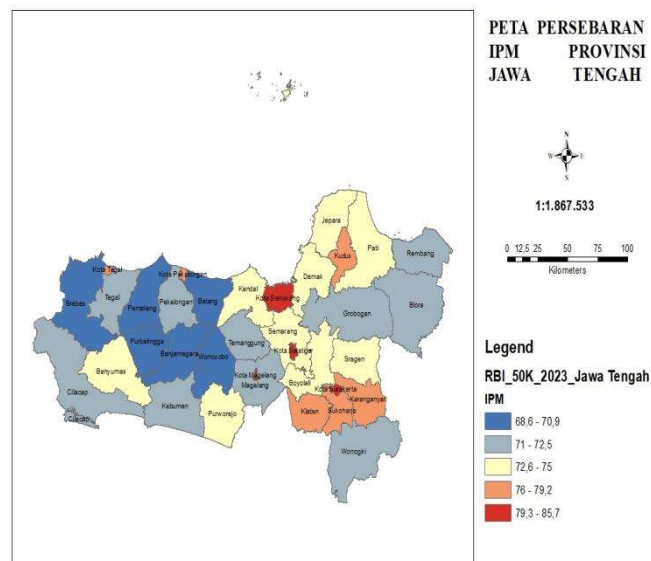 PETA PERSEBARAN
IPM PROVINSI
JAWA TENGAH
N
W E
S
1:1.867.533
0 12,5 25 50 75 100
Kilometers
Legend
RBI_50K_2023_Jawa Tengah
IPM
68,6 - 70,9
71 - 72,5
72,6 - 75
76 - 79,2
79,3 - 85,7
Jepara
Pati
Kudus
Rembang
Demak
Kota Tegal
Kota Pekalongan
Kendal
Kota Semarang
Brebes
Tegal
Pemalang
Pekalongan
Batang
Blora
Grobogan
Semarang
Purbalingga
Temanggung
Banjarnegara
Wonosobo
Kota Salatiga
Sragen
Banyumas
Kota Magelang
Magelang
Boyolali
Kota Surakarta
Karanganyar
Cilacap
Kebumen
Purworejo
Klaten
Sukoharjo
Cilacap
Wonogiri